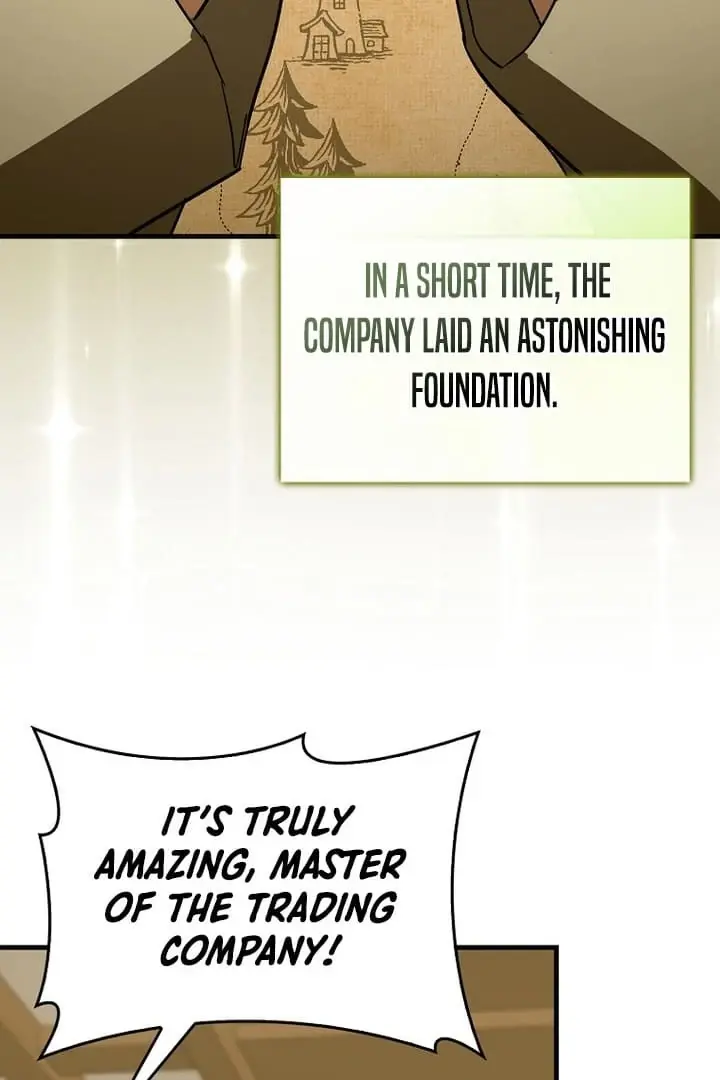 IN A SHORT TIME, THE
COMPANY LAID AN ASTONISHING
FOUNDATION.
IT'S TRULY
AMAZING, MASTER
OF THE TRADING
COMPANY!